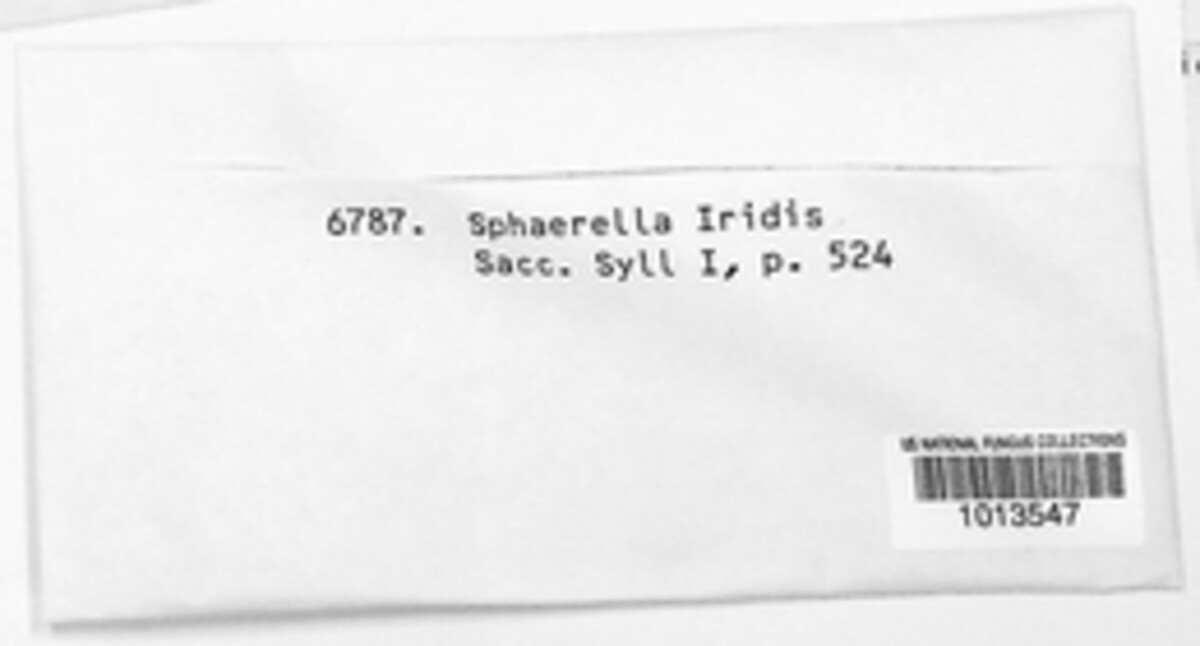 6787. Sphaerella Iridis
Sacc. Syll I, p. 524
US NATIONAL FUNGUS COLLECTIONS
1013547